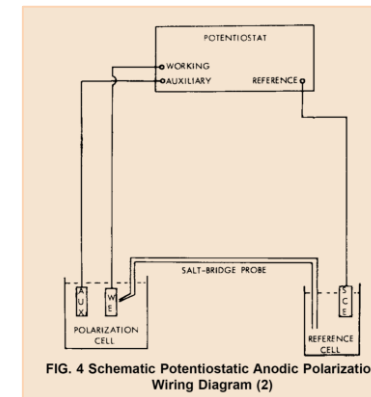 POTENTIOSTAT
WORKING
AUXILIARY
REFERENCE
SALT-BRIDGE PROBE
AUX
WE
SCE
POLARIZATION
CELL
REFERENCE
CELL
FIG. 4 Schematic Potentiostatic Anodic Polarizatio
Wiring Diagram (2)